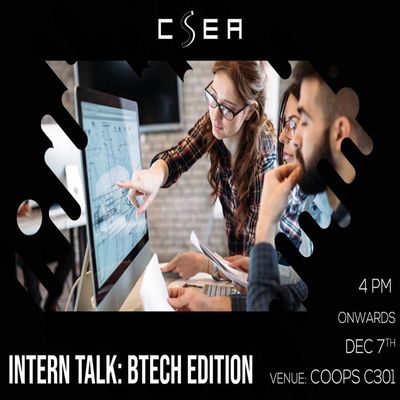 CSEA
4 PM
ONWARDS
DEC 7TH
INTERN TALK: BTECH EDITION
VENUE: COOPS C301